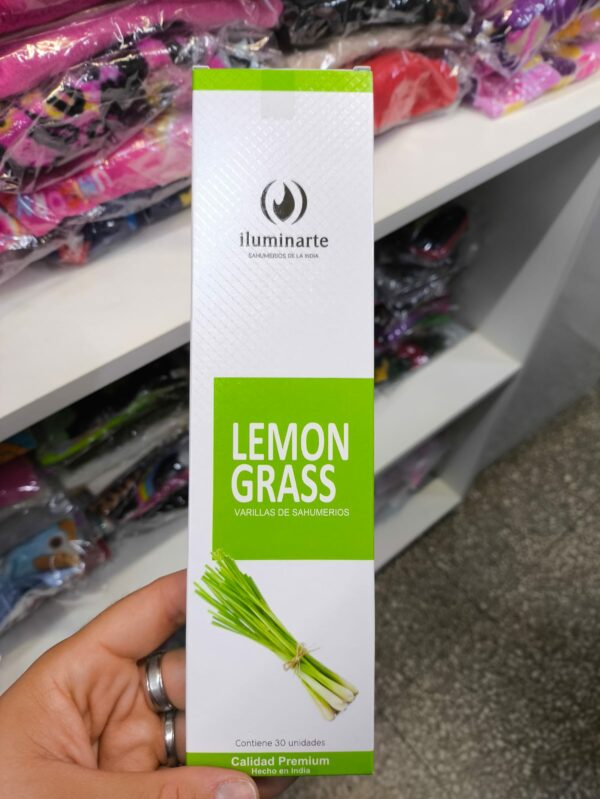 iluminarte
SAHUMERIOS DE LA INDIA
LEMON
GRASS
VARILLAS DE SAHUMERIOS
Contiene 30 unidades
Calidad Premium
Hecho en India